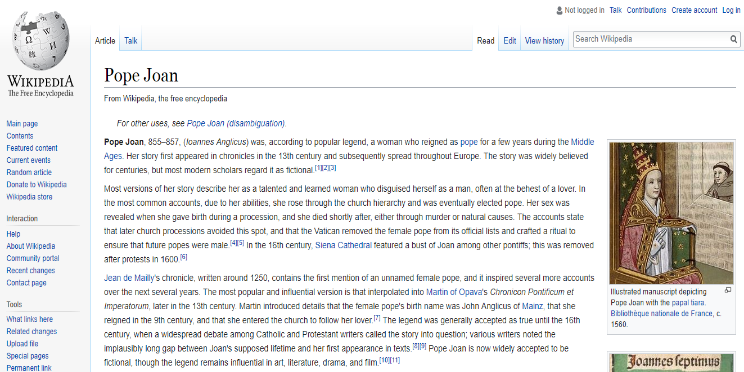 Not logged in Talk Contributions Create account Log in
WIKIPEDIA
The Free Encyclopedia
Article Talk
Read Edit View history Search Wikipedia
Pope Joan
From Wikipedia, the free encyclopedia
For other uses, see Pope Joan (disambiguation).
Pope Joan, 855–857, (Ioannes Anglicus) was, according to popular legend, a woman who reigned as pope for a few years during the Middle
Ages. Her story first appeared in chronicles in the 13th century and subsequently spread throughout Europe. The story was widely believed
for centuries, but most modern scholars regard it as fictional.[1][2][3]
Most versions of her story describe her as a talented and learned woman who disguised herself as a man, often at the behest of a lover. In
the most common accounts, due to her abilities, she rose through the church hierarchy and was eventually elected pope. Her sex was
revealed when she gave birth during a procession, and she died shortly after, either through murder or natural causes. The accounts state
that later church processions avoided this spot, and that the Vatican removed the female pope from its official lists and crafted a ritual to
ensure that future popes were male.[4][5] In the 16th century, Siena Cathedral featured a bust of Joan among other pontiffs; this was removed
after protests in 1600.[6]
Jean de Mailly's chronicle, written around 1250, contains the first mention of an unnamed female pope, and it inspired several more accounts
over the next several years. The most popular and influential version is that interpolated into Martin of Opava's Chronicon Pontificum et
Imperatorum, later in the 13th century. Martin introduced details that the female pope's birth name was John Anglicus of Mainz, that she
reigned in the 9th century, and that she entered the church to follow her lover.[7] The legend was generally accepted as true until the 16th
century, when a widespread debate among Catholic and Protestant writers called the story into question; various writers noted the
implausibly long gap between Joan's supposed lifetime and her first appearance in texts.[8][9] Pope Joan is now widely accepted to be
fictional, though the legend remains influential in art, literature, drama, and film.[10][11]
Illustrated manuscript depicting
Pope Joan with the papal tiara.
Bibliothèque nationale de France, c.
1560.
Joannes septimus
Main page
Contents
Featured content
Current events
Random article
Donate to Wikipedia
Wikipedia store
Interaction
Help
About Wikipedia
Community portal
Recent changes
Contact page
Tools
What links here
Related changes
Upload file
Special pages
Permanent link